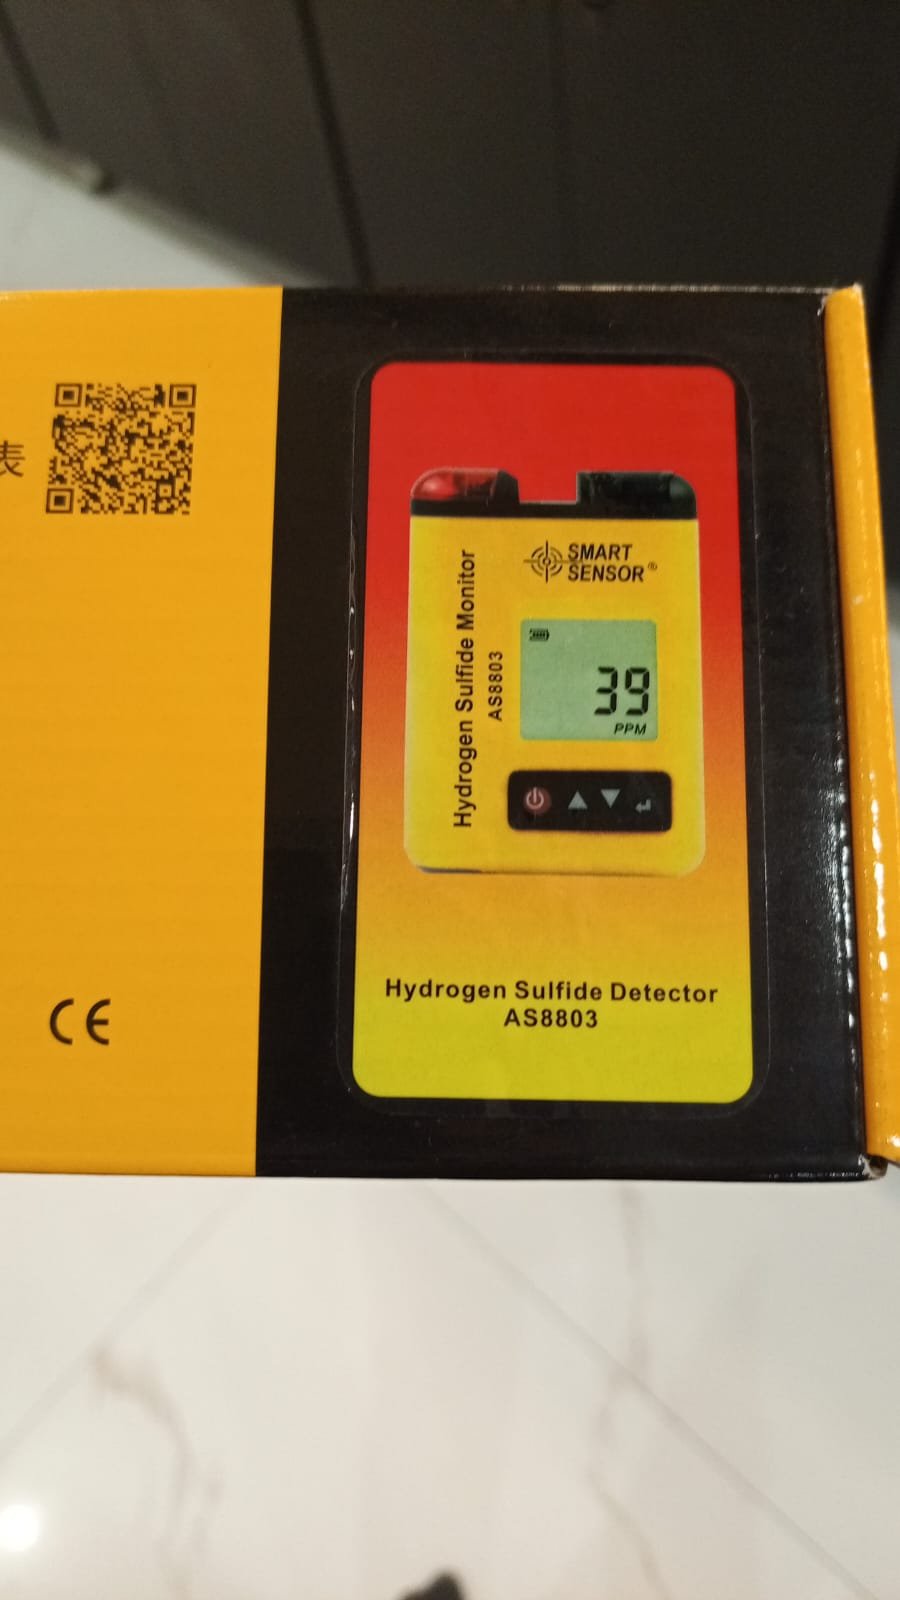 表
SMART
SENSOR®
Hydrogen Sulfide Monitor
AS8803
39
PPM
Hydrogen Sulfide Detector
AS8803
CE